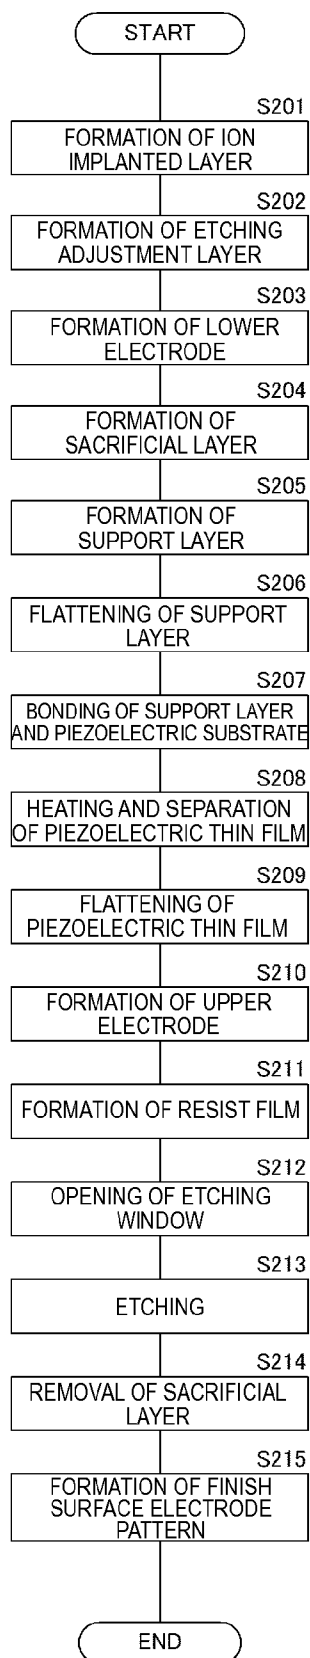 START
S201
FORMATION OF ION
IMPLANTED LAYER
S202
FORMATION OF ETCHING
ADJUSTMENT LAYER
S203
FORMATION OF LOWER
ELECTRODE
S204
FORMATION OF
SACRIFICIAL LAYER
S205
FORMATION OF
SUPPORT LAYER
S206
FLATTENING OF SUPPORT
LAYER
S207
BONDING OF SUPPORT LAYER
AND PIEZOELECTRIC SUBSTRATE
S208
HEATING AND SEPARATION
OF PIEZOELECTRIC THIN FILM
S209
FLATTENING OF
PIEZOELECTRIC THIN FILM
S210
FORMATION OF UPPER
ELECTRODE
S211
FORMATION OF RESIST FILM
S212
OPENING OF ETCHING
WINDOW
S213
ETCHING
S214
REMOVAL OF SACRIFICIAL
LAYER
S215
FORMATION OF FINISH
SURFACE ELECTRODE
PATTERN
END